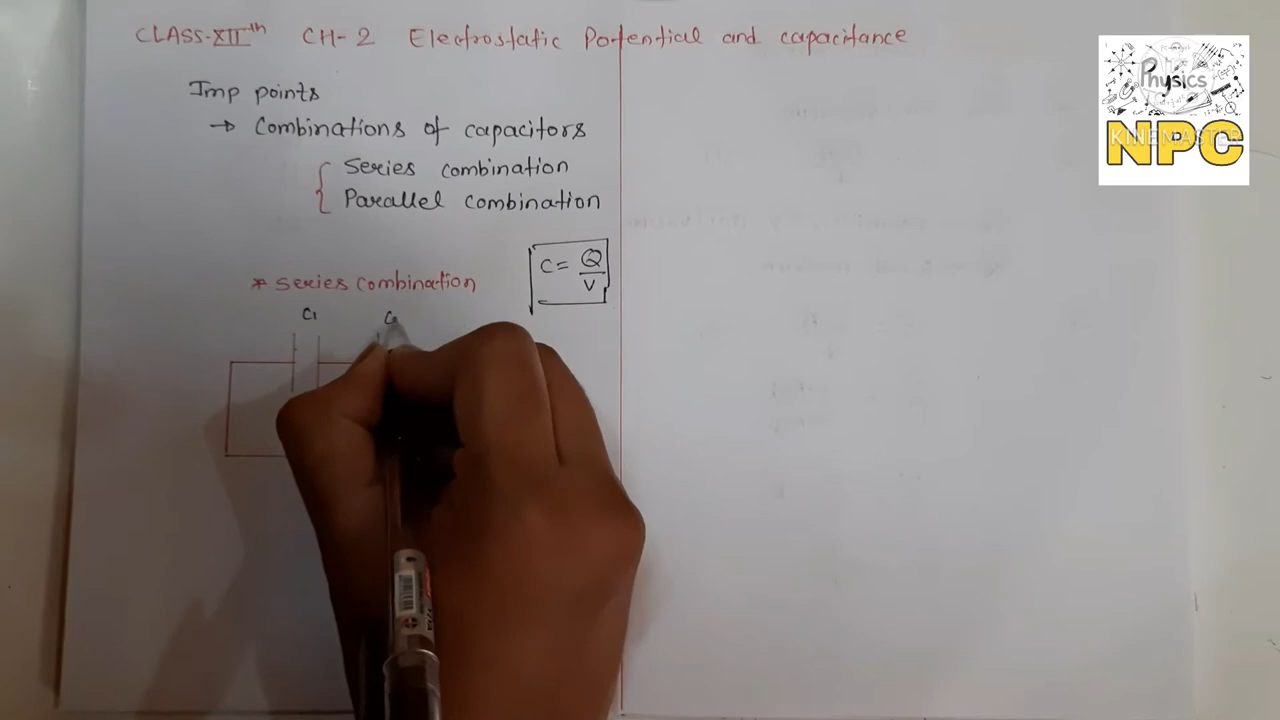 CLASS-XIIth CH-2 Electrostatic Potential and capacitance
Imp points
→ Combinations of capacitors
Series combination
Parallel combination
C = Q/V
* Series combination
C1
Physics
NPC
KINEMASTER